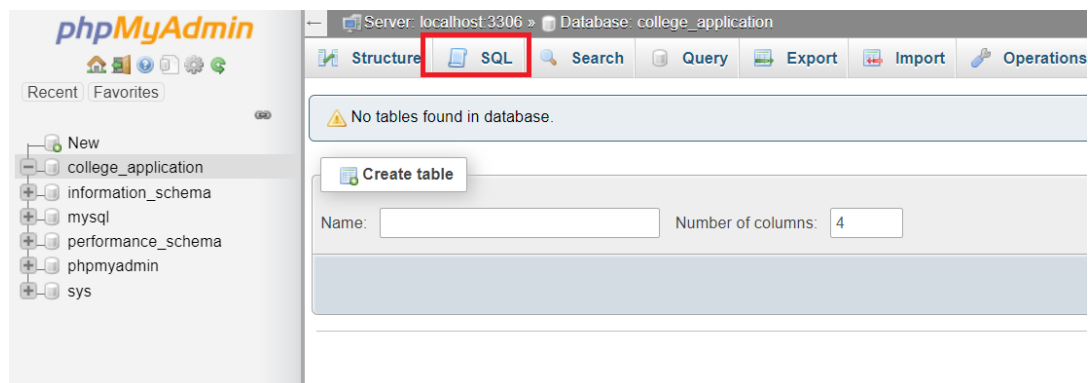 phpMyAdmin
Recent Favorites
New
college_application
information_schema
mysql
performance_schema
phpmyadmin
sys
Server: localhost:3306 » Database: college_application
Structure SQL Search Query Export Import Operations
No tables found in database.
Create table
Name: Number of columns: 4